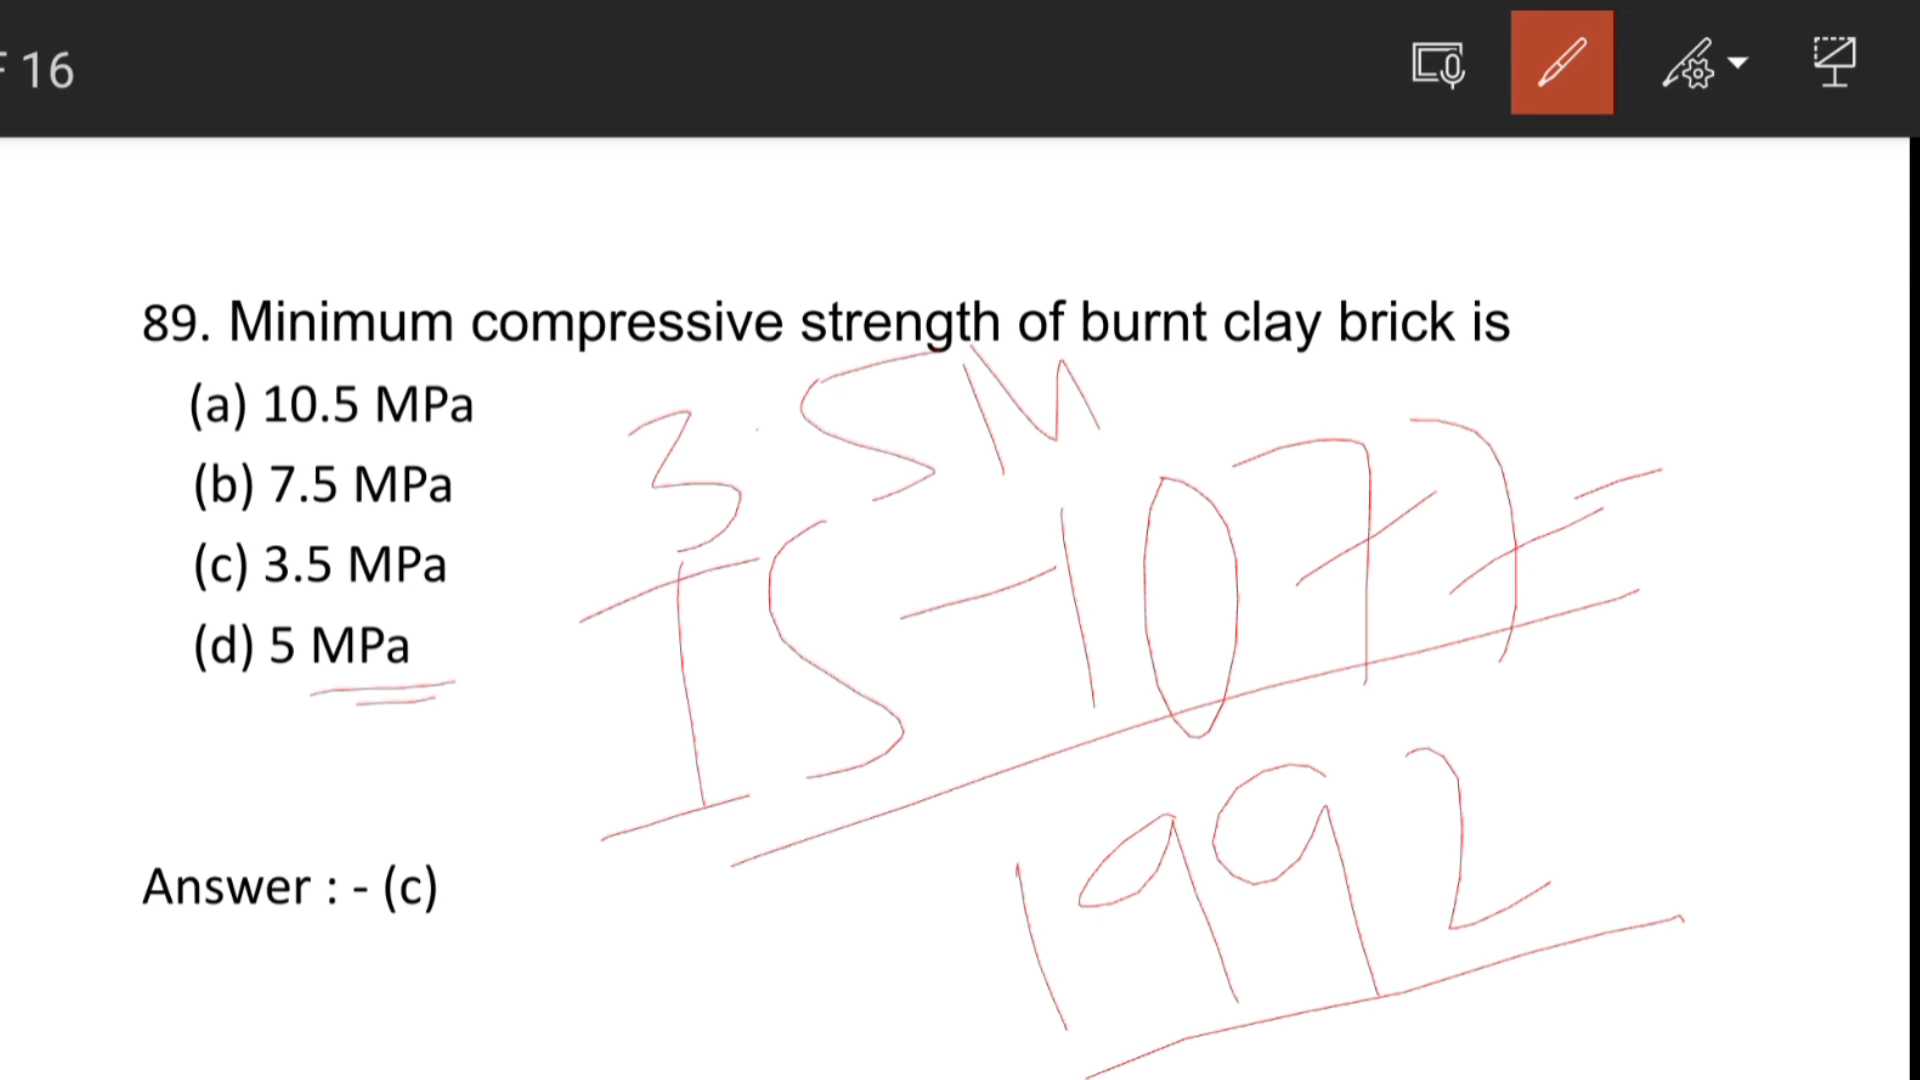 16
89. Minimum compressive strength of burnt clay brick is
(a) 10.5 MPa
(b) 7.5 MPa
(c) 3.5 MPa
(d) 5 MPa
3.5M
IS-1077=
1992
Answer : - (c)